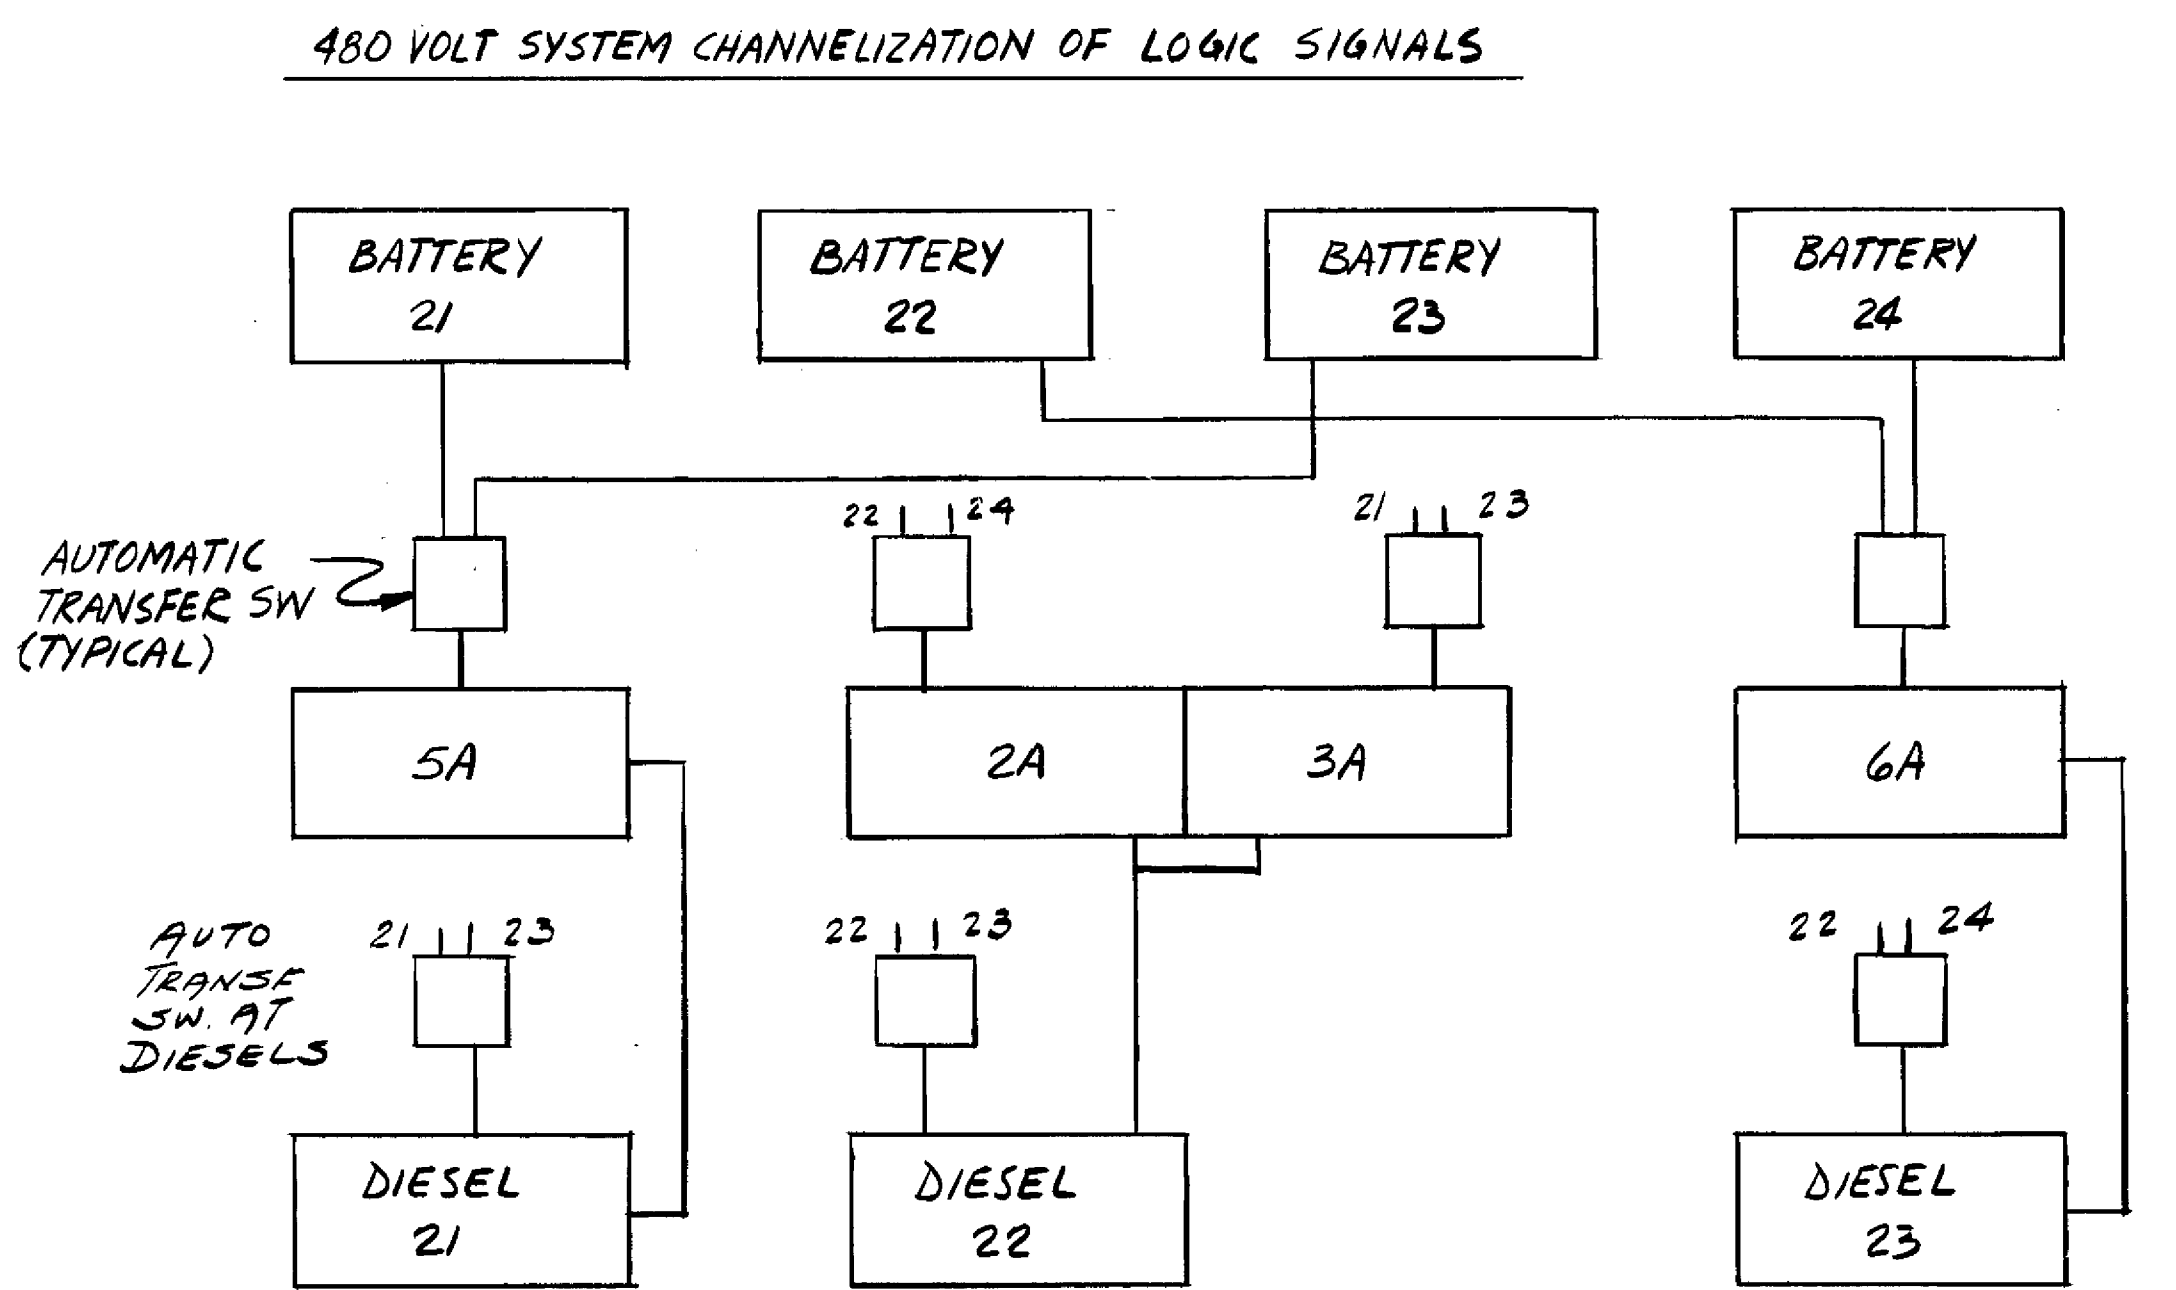 480 VOLT SYSTEM CHANNELIZATION OF LOGIC SIGNALS
BATTERY
21
BATTERY
22
BATTERY
23
BATTERY
24
22 24
21 23
AUTOMATIC
TRANSFER SW
(TYPICAL)
5A
2A
3A
6A
AUTO
TRANSF
SW. AT
DIESELS
21 23
22 23
22 24
DIESEL
21
DIESEL
22
DIESEL
23